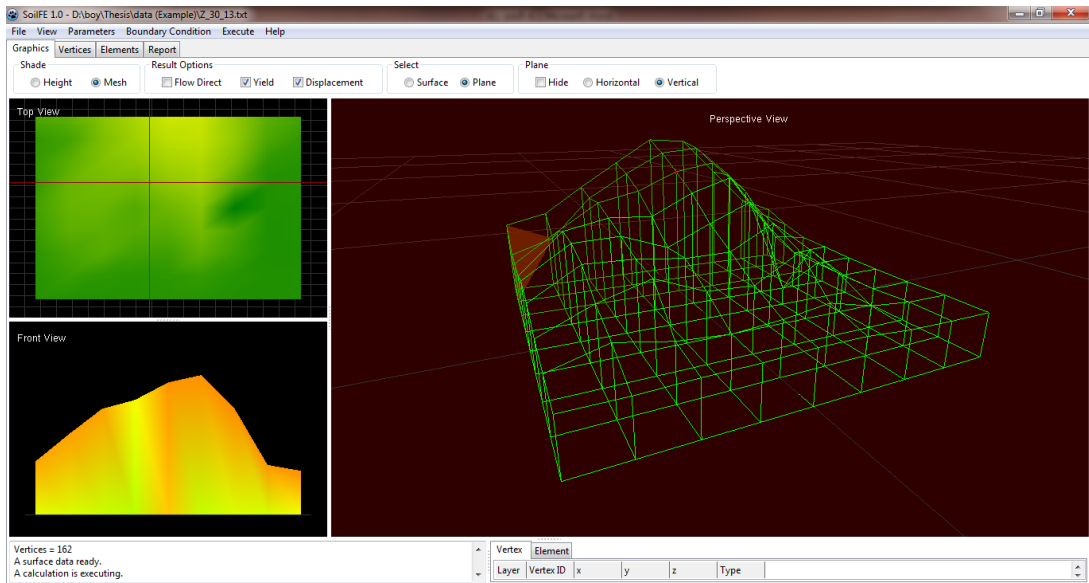 SoilFE 1.0 - D:\boy\Thesis\data (Example)\Z_30_13.txt
File View Parameters Boundary Condition Execute Help
Graphics Vertices Elements Report
Shade Result Options Select Plane
Height Mesh Flow Direct Yield Displacement Surface Plane Hide Horizontal Vertical
Top View
Perspective View
Front View
Vertices = 162
A surface data ready.
A calculation is executing.
Vertex Element
Layer Vertex ID x y z Type